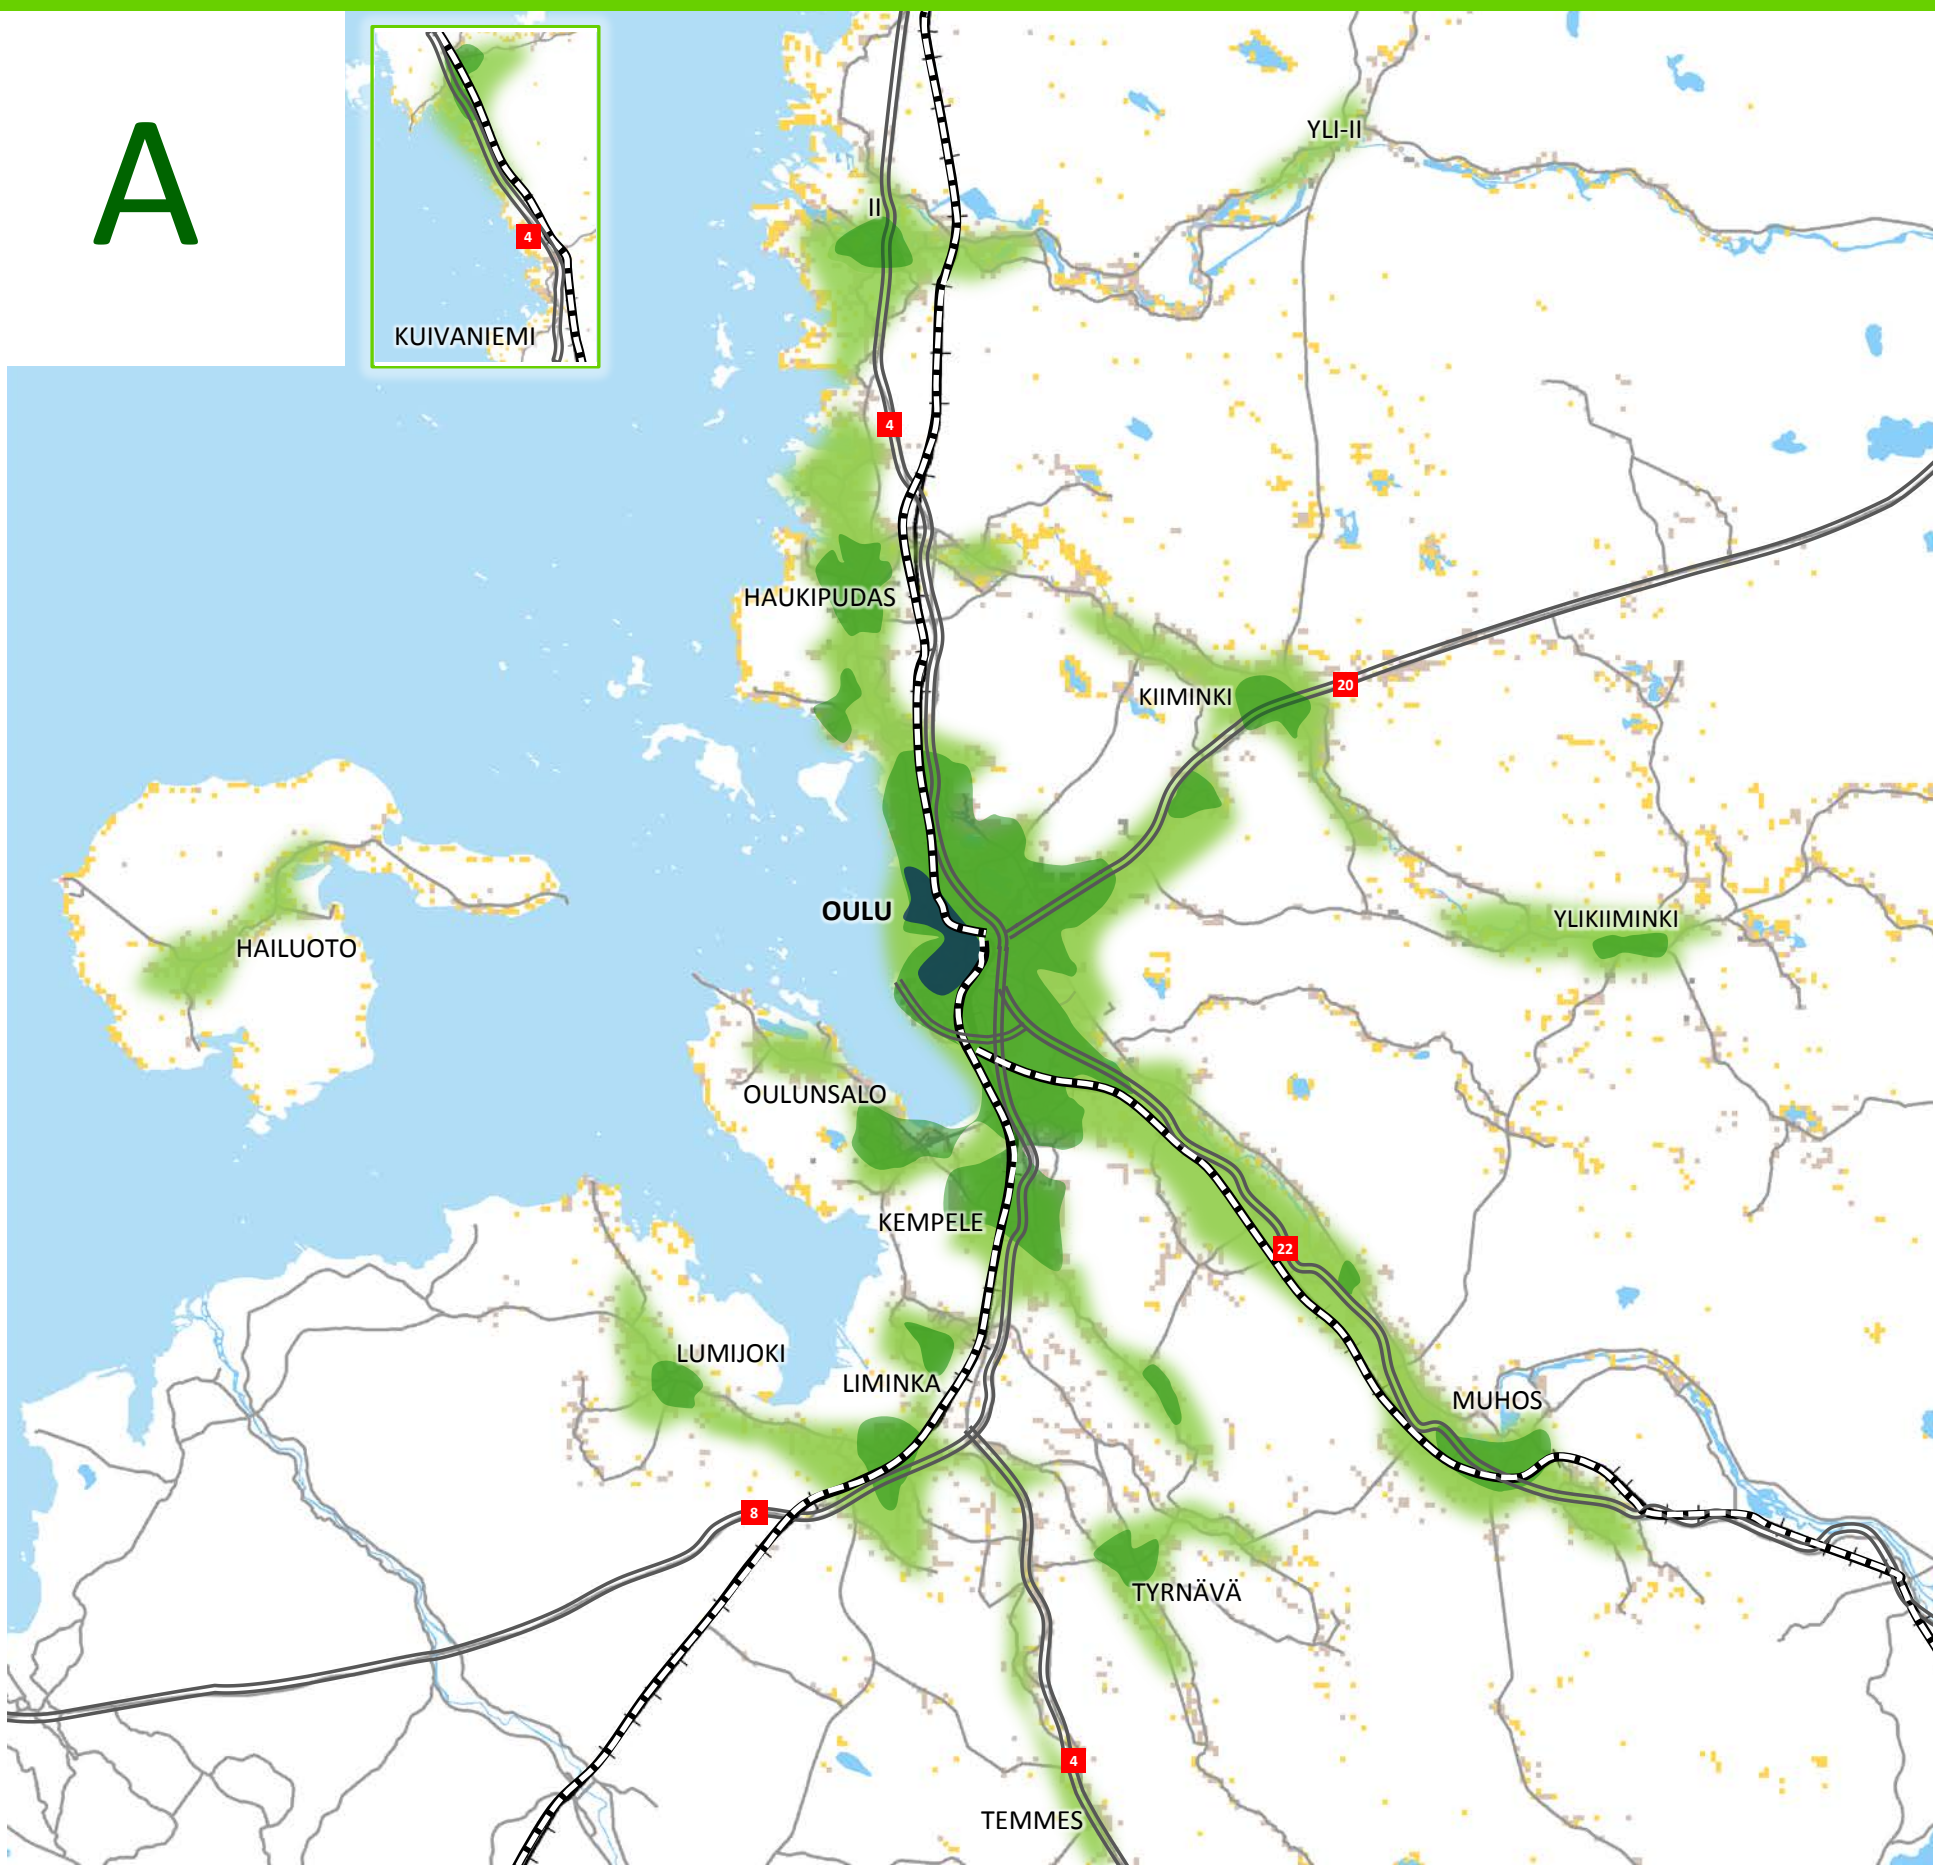 A
YLI-II
II
4
KUIVANIEMI
4
HAUKIPUDAS
20
KIIMINKI
OULU
YLIKIIMINKI
HAILUOTO
OULUNSALO
KEMPELE
22
LUMIJOKI
LIMINKA
MUHOS
8
TYRNÄVÄ
4
TEMMES